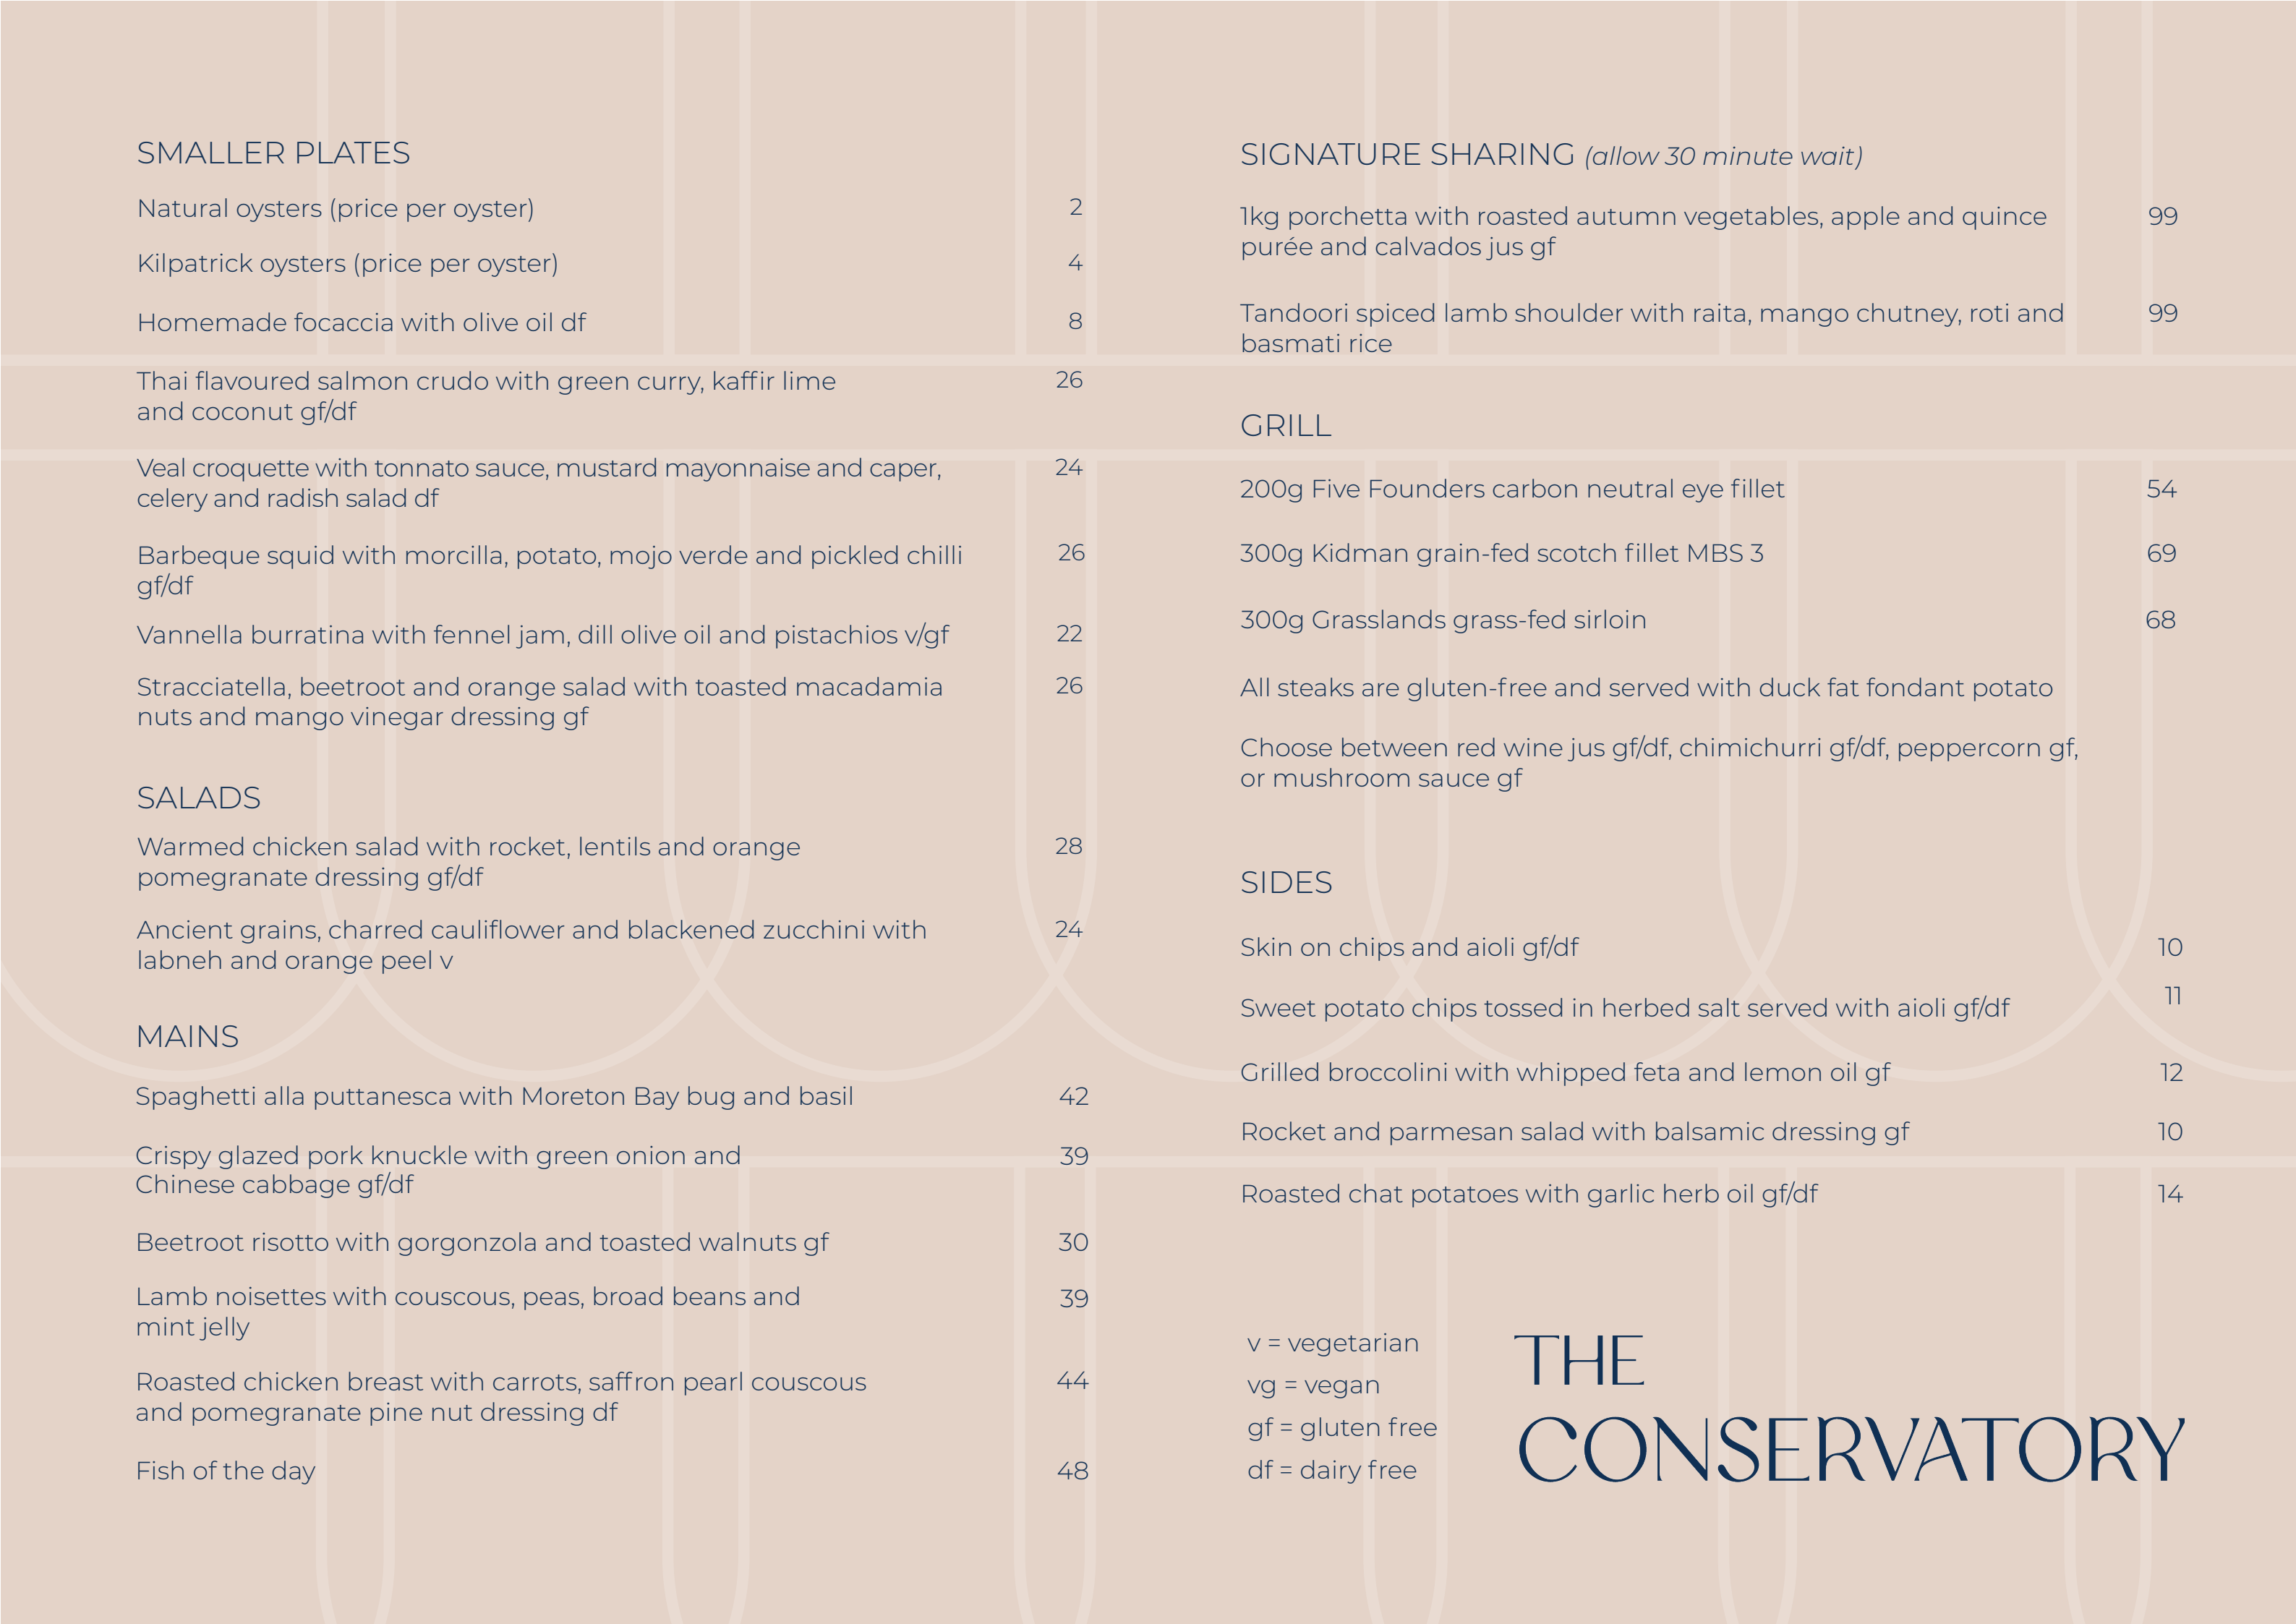 SMALLER PLATES
Natural oysters (price per oyster) 2
Kilpatrick oysters (price per oyster) 4
Homemade focaccia with olive oil df 8
Thai flavoured salmon crudo with green curry, kaffir lime 26
and coconut gf/df
Veal croquette with tonnato sauce, mustard mayonnaise and caper, 24
celery and radish salad df
Barbeque squid with morcilla, potato, mojo verde and pickled chilli 26
gf/df
Vannella burratina with fennel jam, dill olive oil and pistachios v/gf 22
Stracciatella, beetroot and orange salad with toasted macadamia 26
nuts and mango vinegar dressing gf
SALADS
Warmed chicken salad with rocket, lentils and orange 28
pomegranate dressing gf/df
Ancient grains, charred cauliflower and blackened zucchini with 24
labneh and orange peel v
MAINS
Spaghetti alla puttanesca with Moreton Bay bug and basil 42
Crispy glazed pork knuckle with green onion and 39
Chinese cabbage gf/df
Beetroot risotto with gorgonzola and toasted walnuts gf 30
Lamb noisettes with couscous, peas, broad beans and 39
mint jelly
Roasted chicken breast with carrots, saffron pearl couscous 44
and pomegranate pine nut dressing df
Fish of the day 48
SIGNATURE SHARING (allow 30 minute wait)
1kg porchetta with roasted autumn vegetables, apple and quince 99
purée and calvados jus gf
Tandoori spiced lamb shoulder with raita, mango chutney, roti and 99
basmati rice
GRILL
200g Five Founders carbon neutral eye fillet 54
300g Kidman grain-fed scotch fillet MBS 3 69
300g Grasslands grass-fed sirloin 68
All steaks are gluten-free and served with duck fat fondant potato
Choose between red wine jus gf/df, chimichurri gf/df, peppercorn gf,
or mushroom sauce gf
SIDES
Skin on chips and aioli gf/df 10
Sweet potato chips tossed in herbed salt served with aioli gf/df 11
Grilled broccolini with whipped feta and lemon oil gf 12
Rocket and parmesan salad with balsamic dressing gf 10
Roasted chat potatoes with garlic herb oil gf/df 14
v = vegetarian
vg = vegan
gf = gluten free
df = dairy free
THE
CONSERVATORY